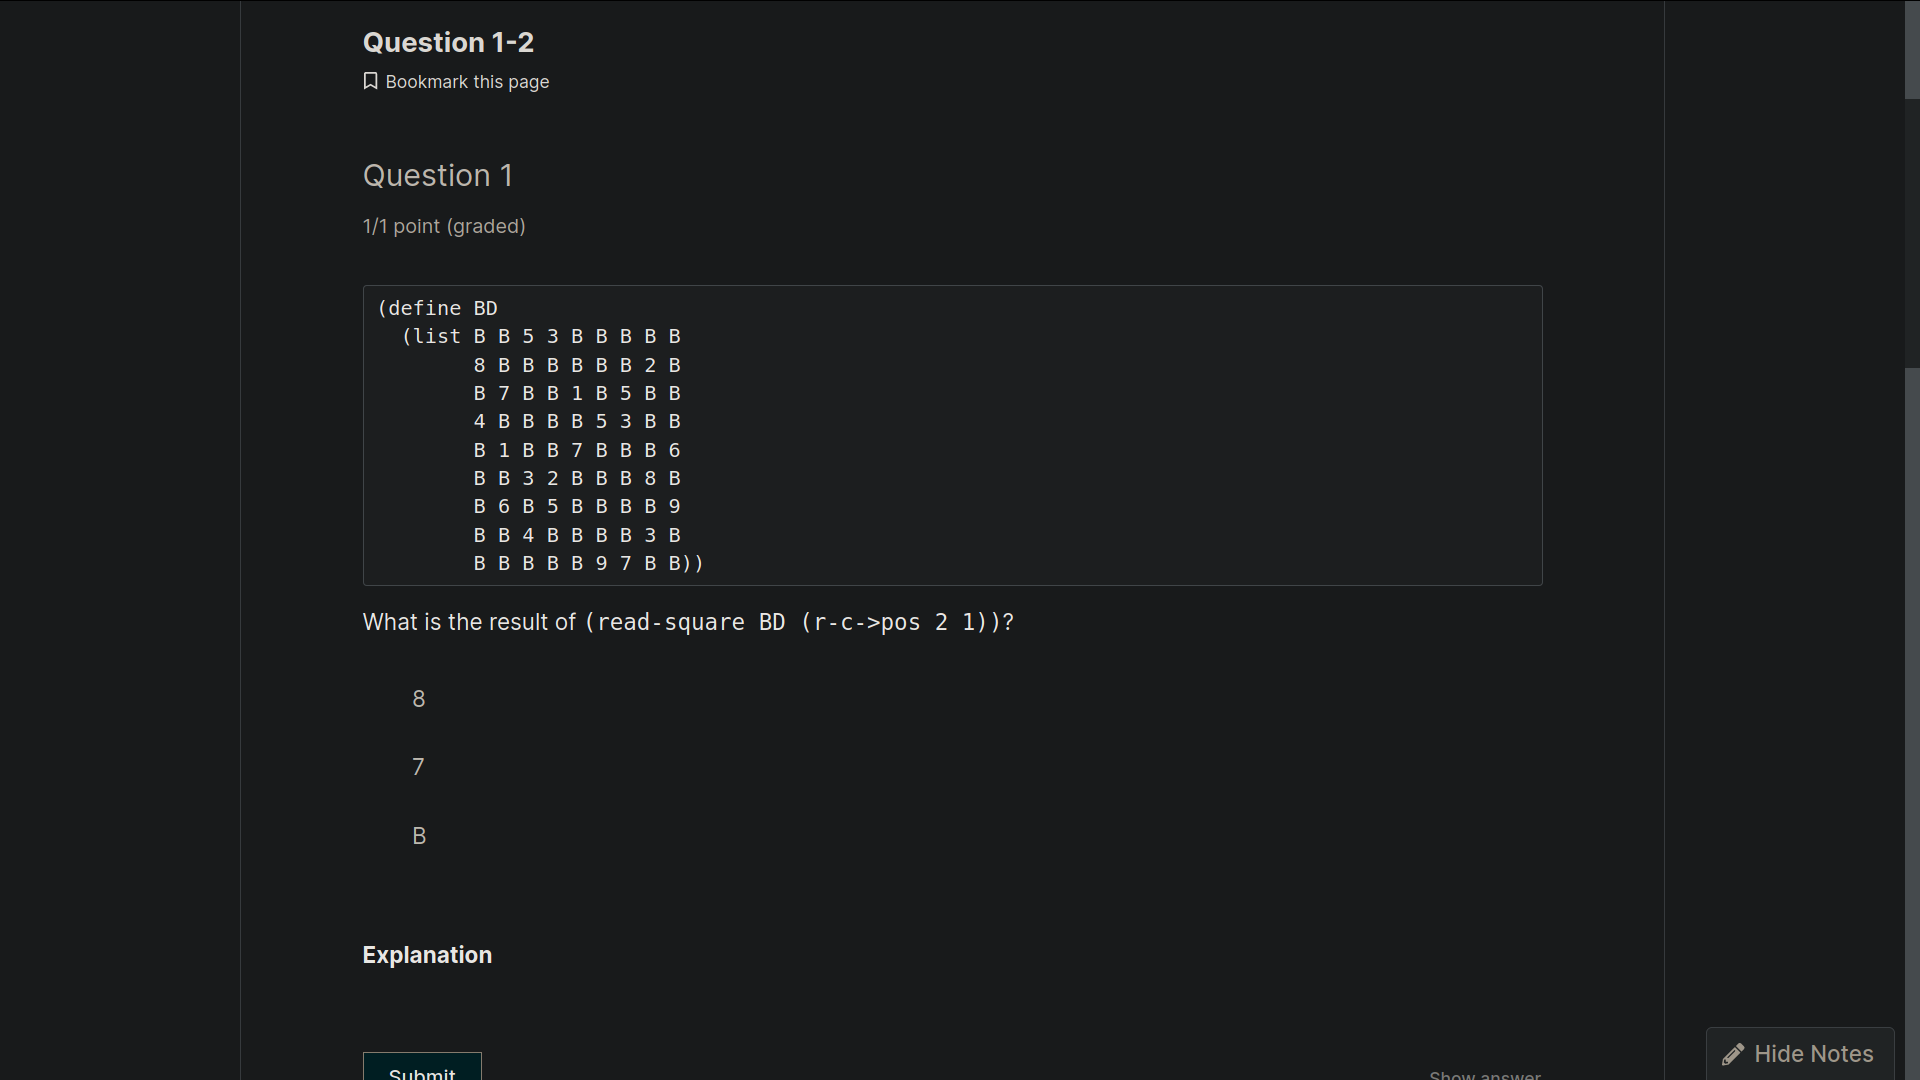 Question 1-2
Bookmark this page
Question 1
1/1 point (graded)
(define BD
  (list B B 5 3 B B B B B
        8 B B B B B B 2 B
        B 7 B B 1 B 5 B B
        4 B B B B 5 3 B B
        B 1 B B 7 B B B 6
        B B 3 2 B B B 8 B
        B 6 B 5 B B B B 9
        B B 4 B B B B 3 B
        B B B B B 9 7 B B))
What is the result of (read-square BD (r-c->pos 2 1))?
8
7
B
Explanation
Submit
Show answer
Hide Notes